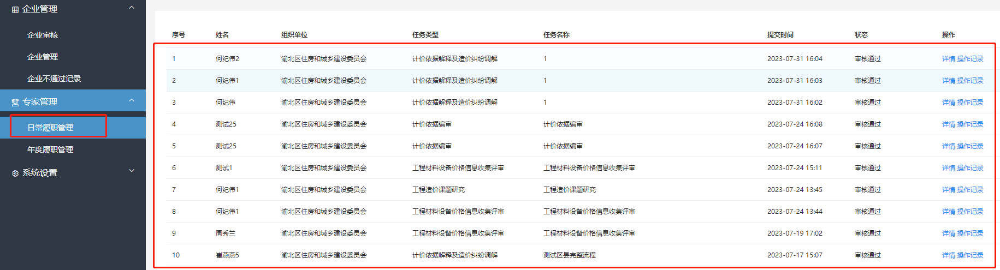 企业管理
企业审核
企业管理
企业不通过记录
专家管理
日常履职管理
年度履职管理
系统设置
序号 姓名 组织单位 任务类型 任务名称 提交时间 状态 操作
1 何纪伟2 渝北区住房和城乡建设委员会 计价依据解释及造价纠纷调解 1 2023-07-31 16:04 审核通过 详情 操作记录
2 何纪伟1 渝北区住房和城乡建设委员会 计价依据解释及造价纠纷调解 1 2023-07-31 16:03 审核通过 详情 操作记录
3 何纪伟 渝北区住房和城乡建设委员会 计价依据解释及造价纠纷调解 1 2023-07-31 16:02 审核通过 详情 操作记录
4 测试25 渝北区住房和城乡建设委员会 计价依据编审 计价依据编审 2023-07-24 16:08 审核通过 详情 操作记录
5 测试25 渝北区住房和城乡建设委员会 计价依据编审 计价依据编审 2023-07-24 16:07 审核通过 详情 操作记录
6 测试1 渝北区住房和城乡建设委员会 工程材料设备价格信息收集评审 工程材料设备价格信息收集评审 2023-07-24 15:11 审核通过 详情 操作记录
7 何纪伟1 渝北区住房和城乡建设委员会 工程造价课题研究 工程造价课题研究 2023-07-24 13:45 审核通过 详情 操作记录
8 何纪伟1 渝北区住房和城乡建设委员会 工程材料设备价格信息收集评审 工程材料设备价格信息收集评审 2023-07-24 13:44 审核通过 详情 操作记录
9 周秀兰 渝北区住房和城乡建设委员会 工程材料设备价格信息收集评审 工程材料设备价格信息收集评审 2023-07-19 17:02 审核通过 详情 操作记录
10 崔燕燕5 渝北区住房和城乡建设委员会 计价依据解释及造价纠纷调解 测试区县完整流程 2023-07-17 15:07 审核通过 详情 操作记录